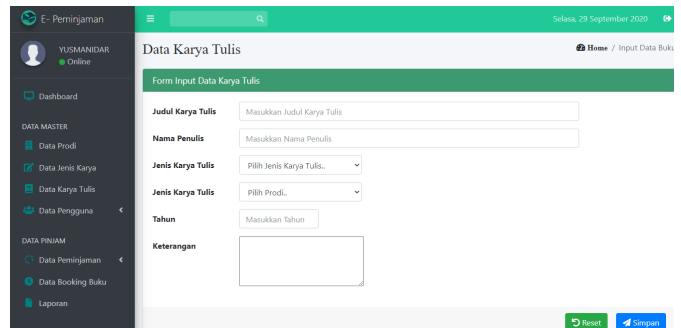 E- Peminjaman
Selasa, 29 September 2020
YUSMANIDAR
Online
Dashboard
DATA MASTER
Data Prodi
Data Jenis Karya
Data Karya Tulis
Data Pengguna
DATA PINJAM
Data Peminjaman
Data Booking Buku
Laporan
Data Karya Tulis
Home / Input Data Buku
Form Input Data Karya Tulis
Judul Karya Tulis Masukkan Judul Karya Tulis
Nama Penulis Masukkan Nama Penulis
Jenis Karya Tulis Pilih Jenis Karya Tulis..
Jenis Karya Tulis Pilih Prodi..
Tahun Masukkan Tahun
Keterangan
Reset Simpan